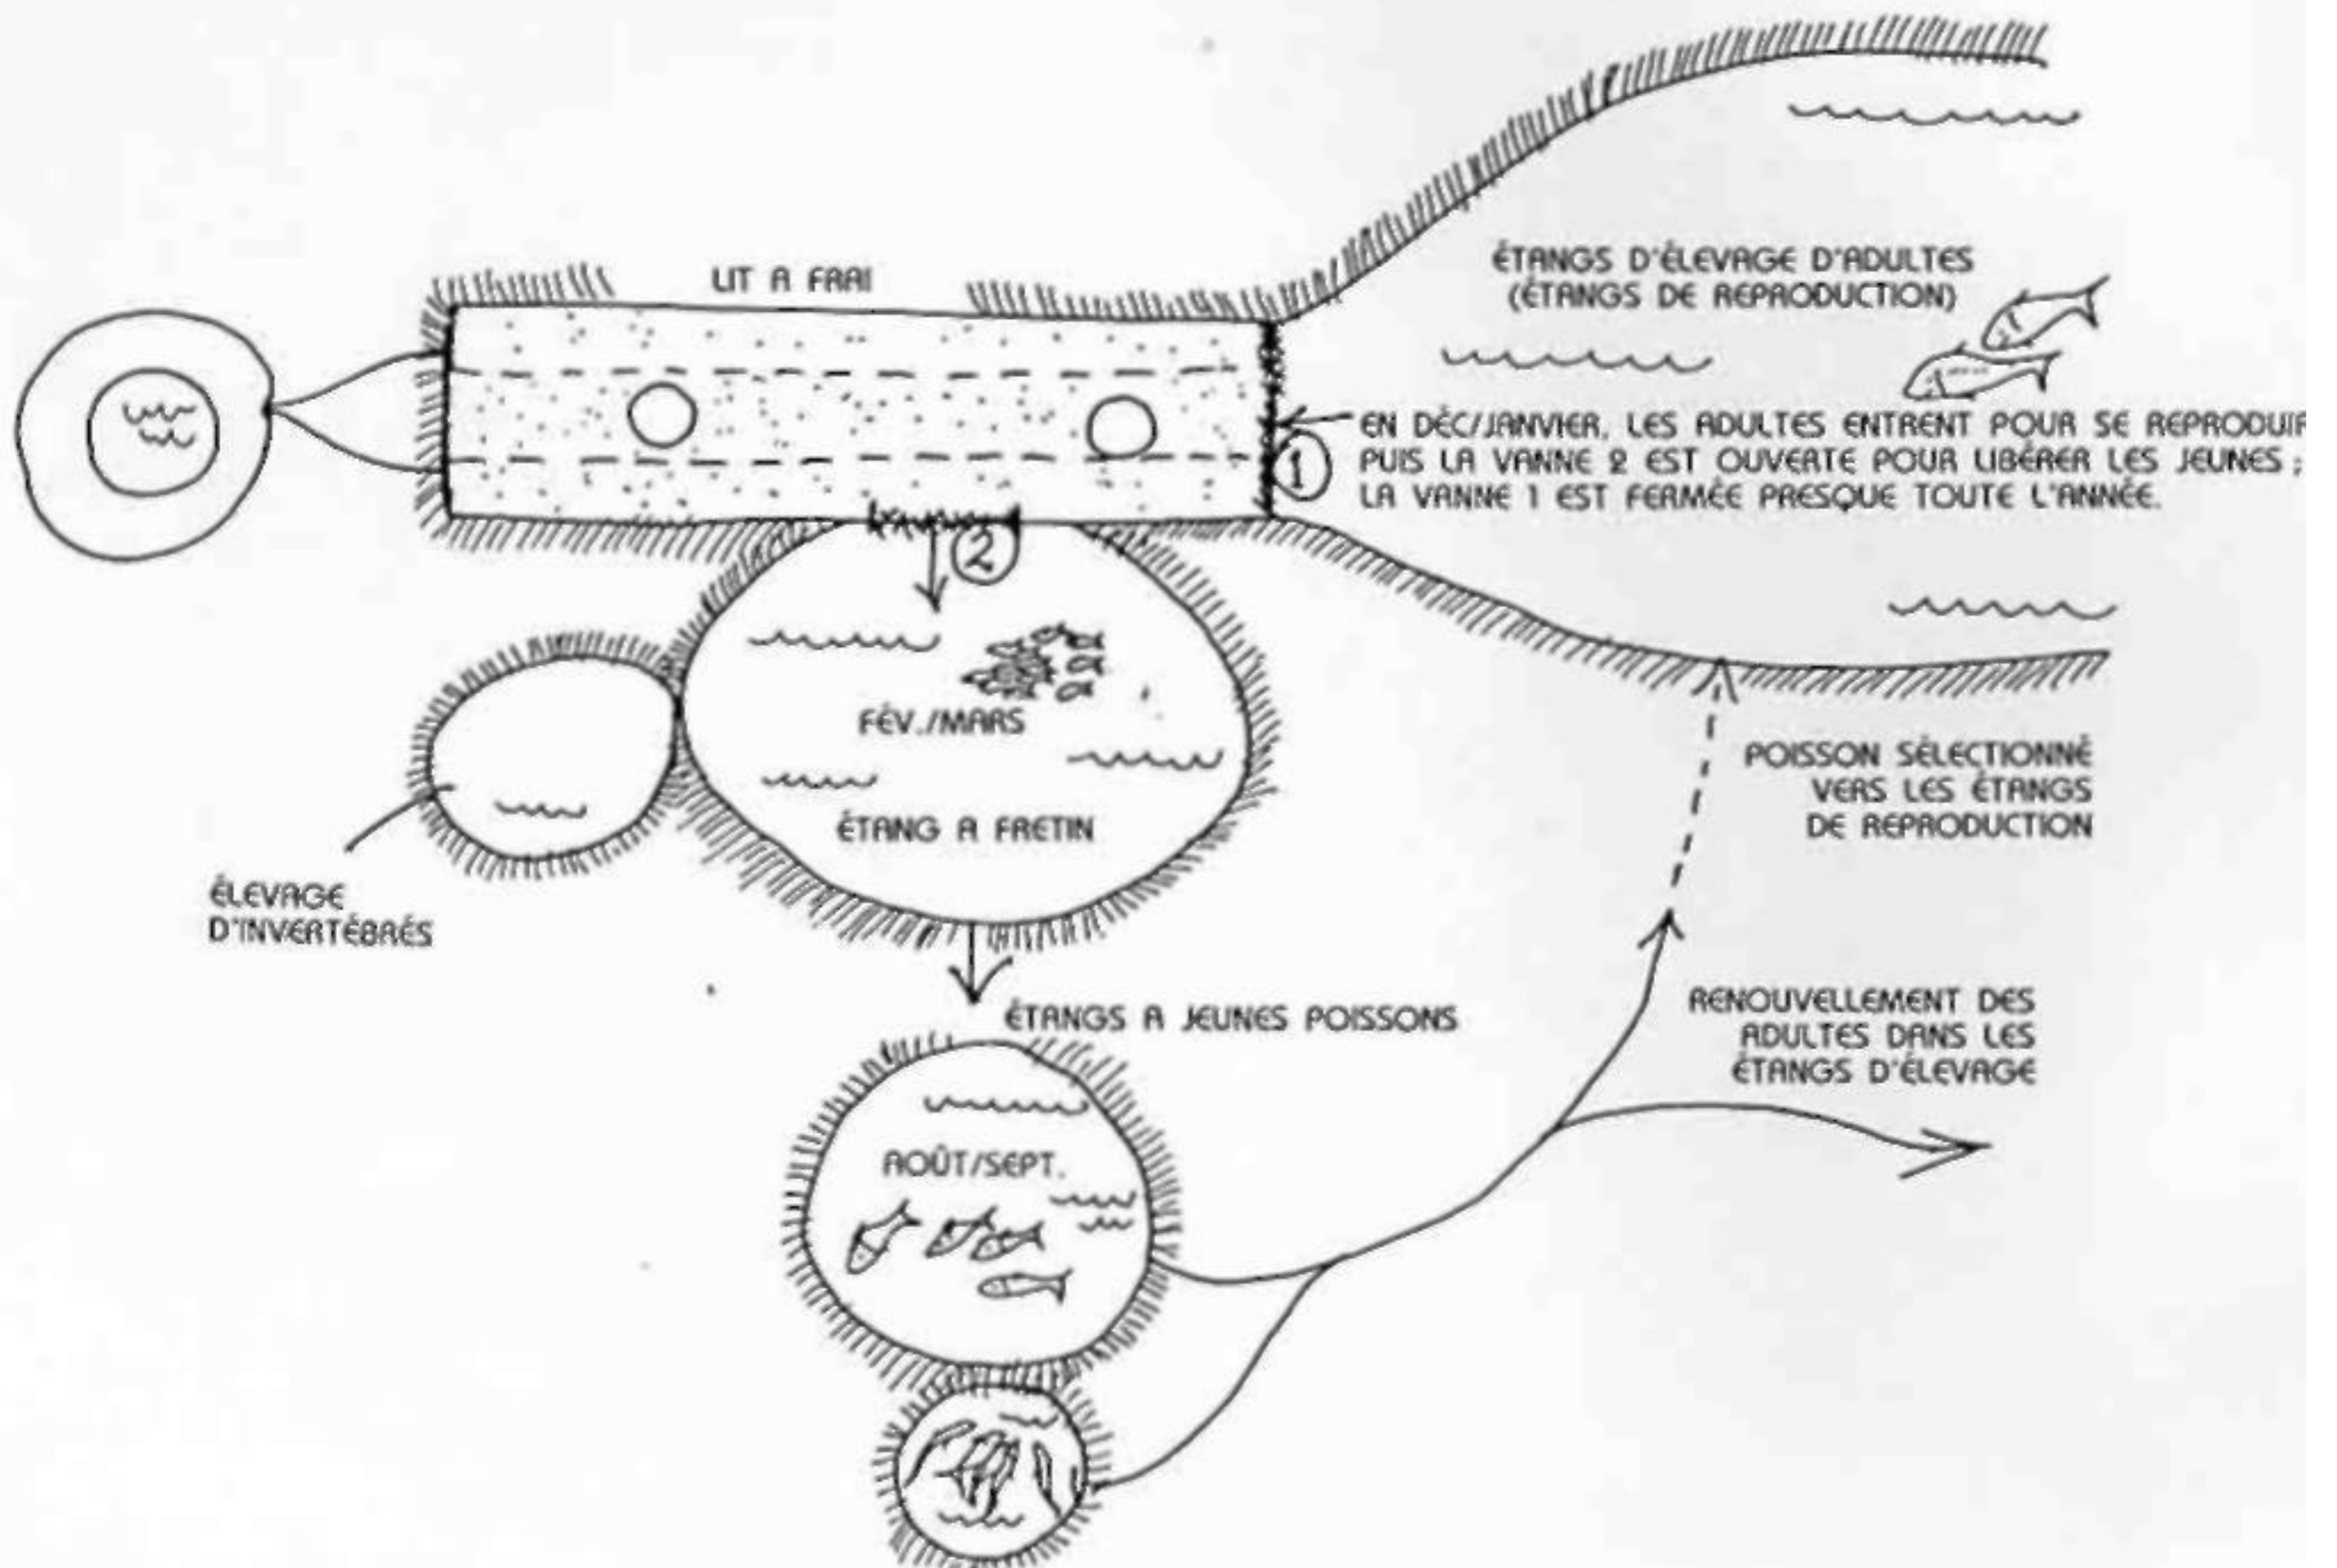 LIT A FRAI
ÉTANGS D'ÉLEVAGE D'ADULTES
(ÉTANGS DE REPRODUCTION)
EN DÉC/JANVIER, LES ADULTES ENTRENT POUR SE REPRODUIR
PUIS LA VANNE 2 EST OUVERTE POUR LIBÉRER LES JEUNES ;
LA VANNE 1 EST FERMÉE PRESQUE TOUTE L'ANNÉE.
1
2
FÉV./MARS
ÉTANG A FRETIN
POISSON SÉLECTIONNÉ
VERS LES ÉTANGS
DE REPRODUCTION
ÉLEVAGE
D'INVERTÉBRÉS
ÉTANGS A JEUNES POISSONS
RENOUVELLEMENT DES
ADULTES DANS LES
ÉTANGS D'ÉLEVAGE
AOÛT/SEPT.